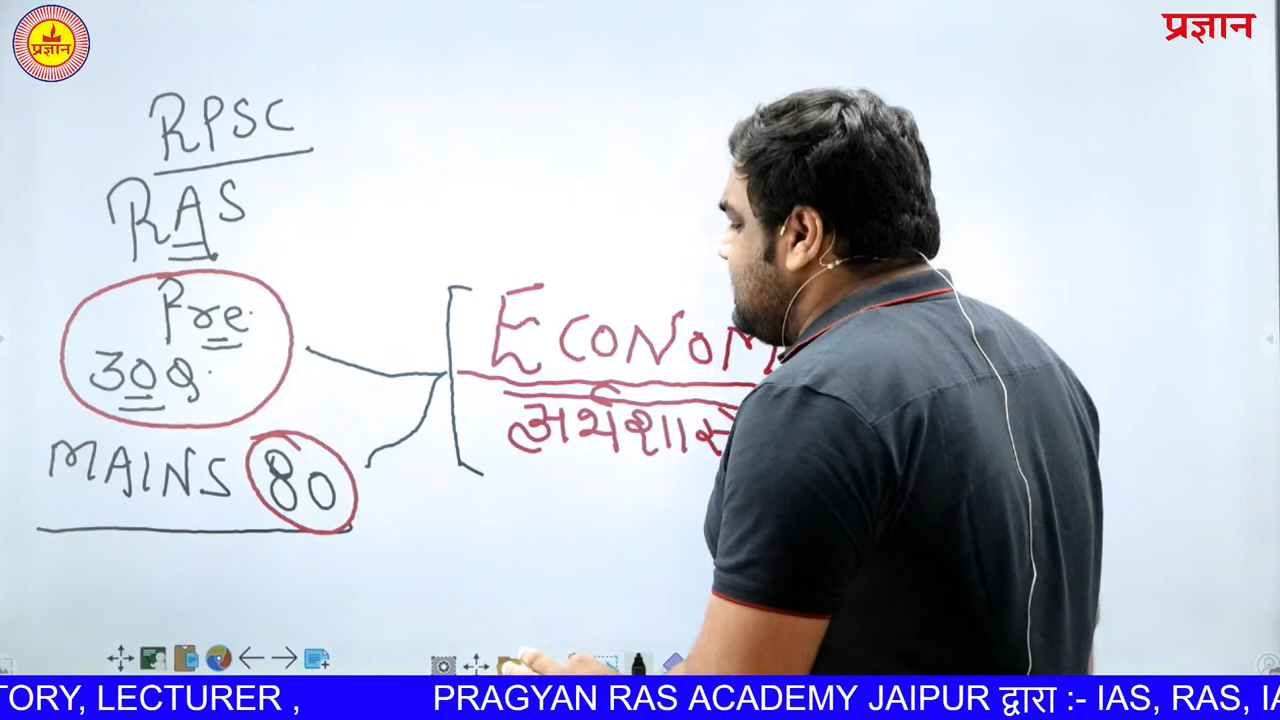 प्रज्ञान
प्रज्ञान
RPSC
RAS
Pre
30Q.
MAINS 80
ECONOM
अर्थशास्
TORY, LECTURER , PRAGYAN RAS ACADEMY JAIPUR द्वारा :- IAS, RAS, IA